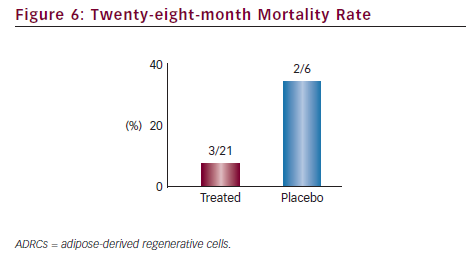 Figure 6: Twenty-eight-month Mortality Rate
40
2/6
(%) 20
3/21
0
Treated Placebo
ADRCs = adipose-derived regenerative cells.